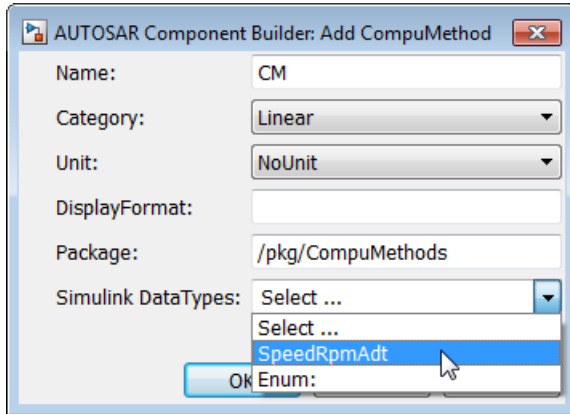 AUTOSAR Component Builder: Add CompuMethod
Name: CM
Category: Linear
Unit: NoUnit
DisplayFormat:
Package: /pkg/CompuMethods
Simulink DataTypes: Select ...
Select ...
SpeedRpmAdt
Enum: